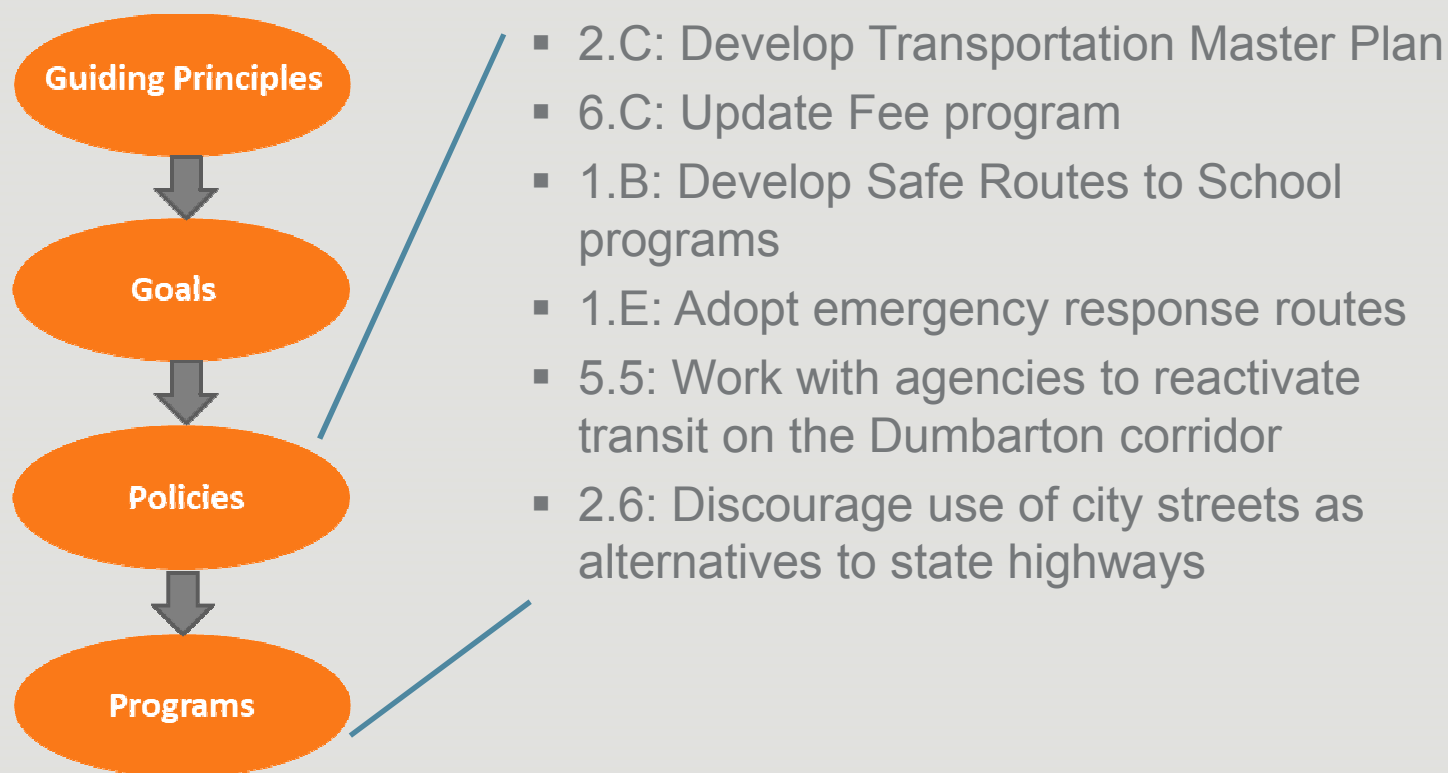 Guiding Principles
Goals
Policies
Programs
▪ 2.C: Develop Transportation Master Plan
▪ 6.C: Update Fee program
▪ 1.B: Develop Safe Routes to School
programs
▪ 1.E: Adopt emergency response routes
▪ 5.5: Work with agencies to reactivate
transit on the Dumbarton corridor
▪ 2.6: Discourage use of city streets as
alternatives to state highways